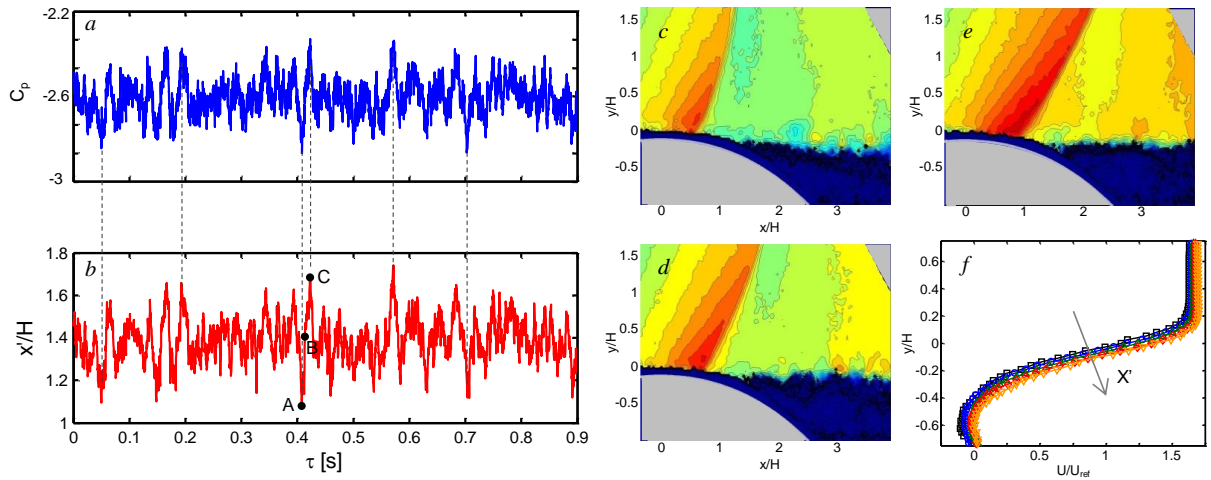 a
Cp
-2.2
-2.6
-3
b
x'/H
1.8
1.6
1.4
1.2
1
A
B
C
0 0.1 0.2 0.3 0.4 0.5 0.6 0.7 0.8 0.9
τ [s]
c
y/H
1.5
1
0.5
0
-0.5
0 1 2 3
x/H
e
y/H
1.5
1
0.5
0
-0.5
0 1 2 3
d
y/H
1.5
1
0.5
0
-0.5
0 1 2 3
x/H
f
y/H
0.6
0.4
0.2
0
-0.2
-0.4
-0.6
X'
0 0.5 1 1.5
U/Uref